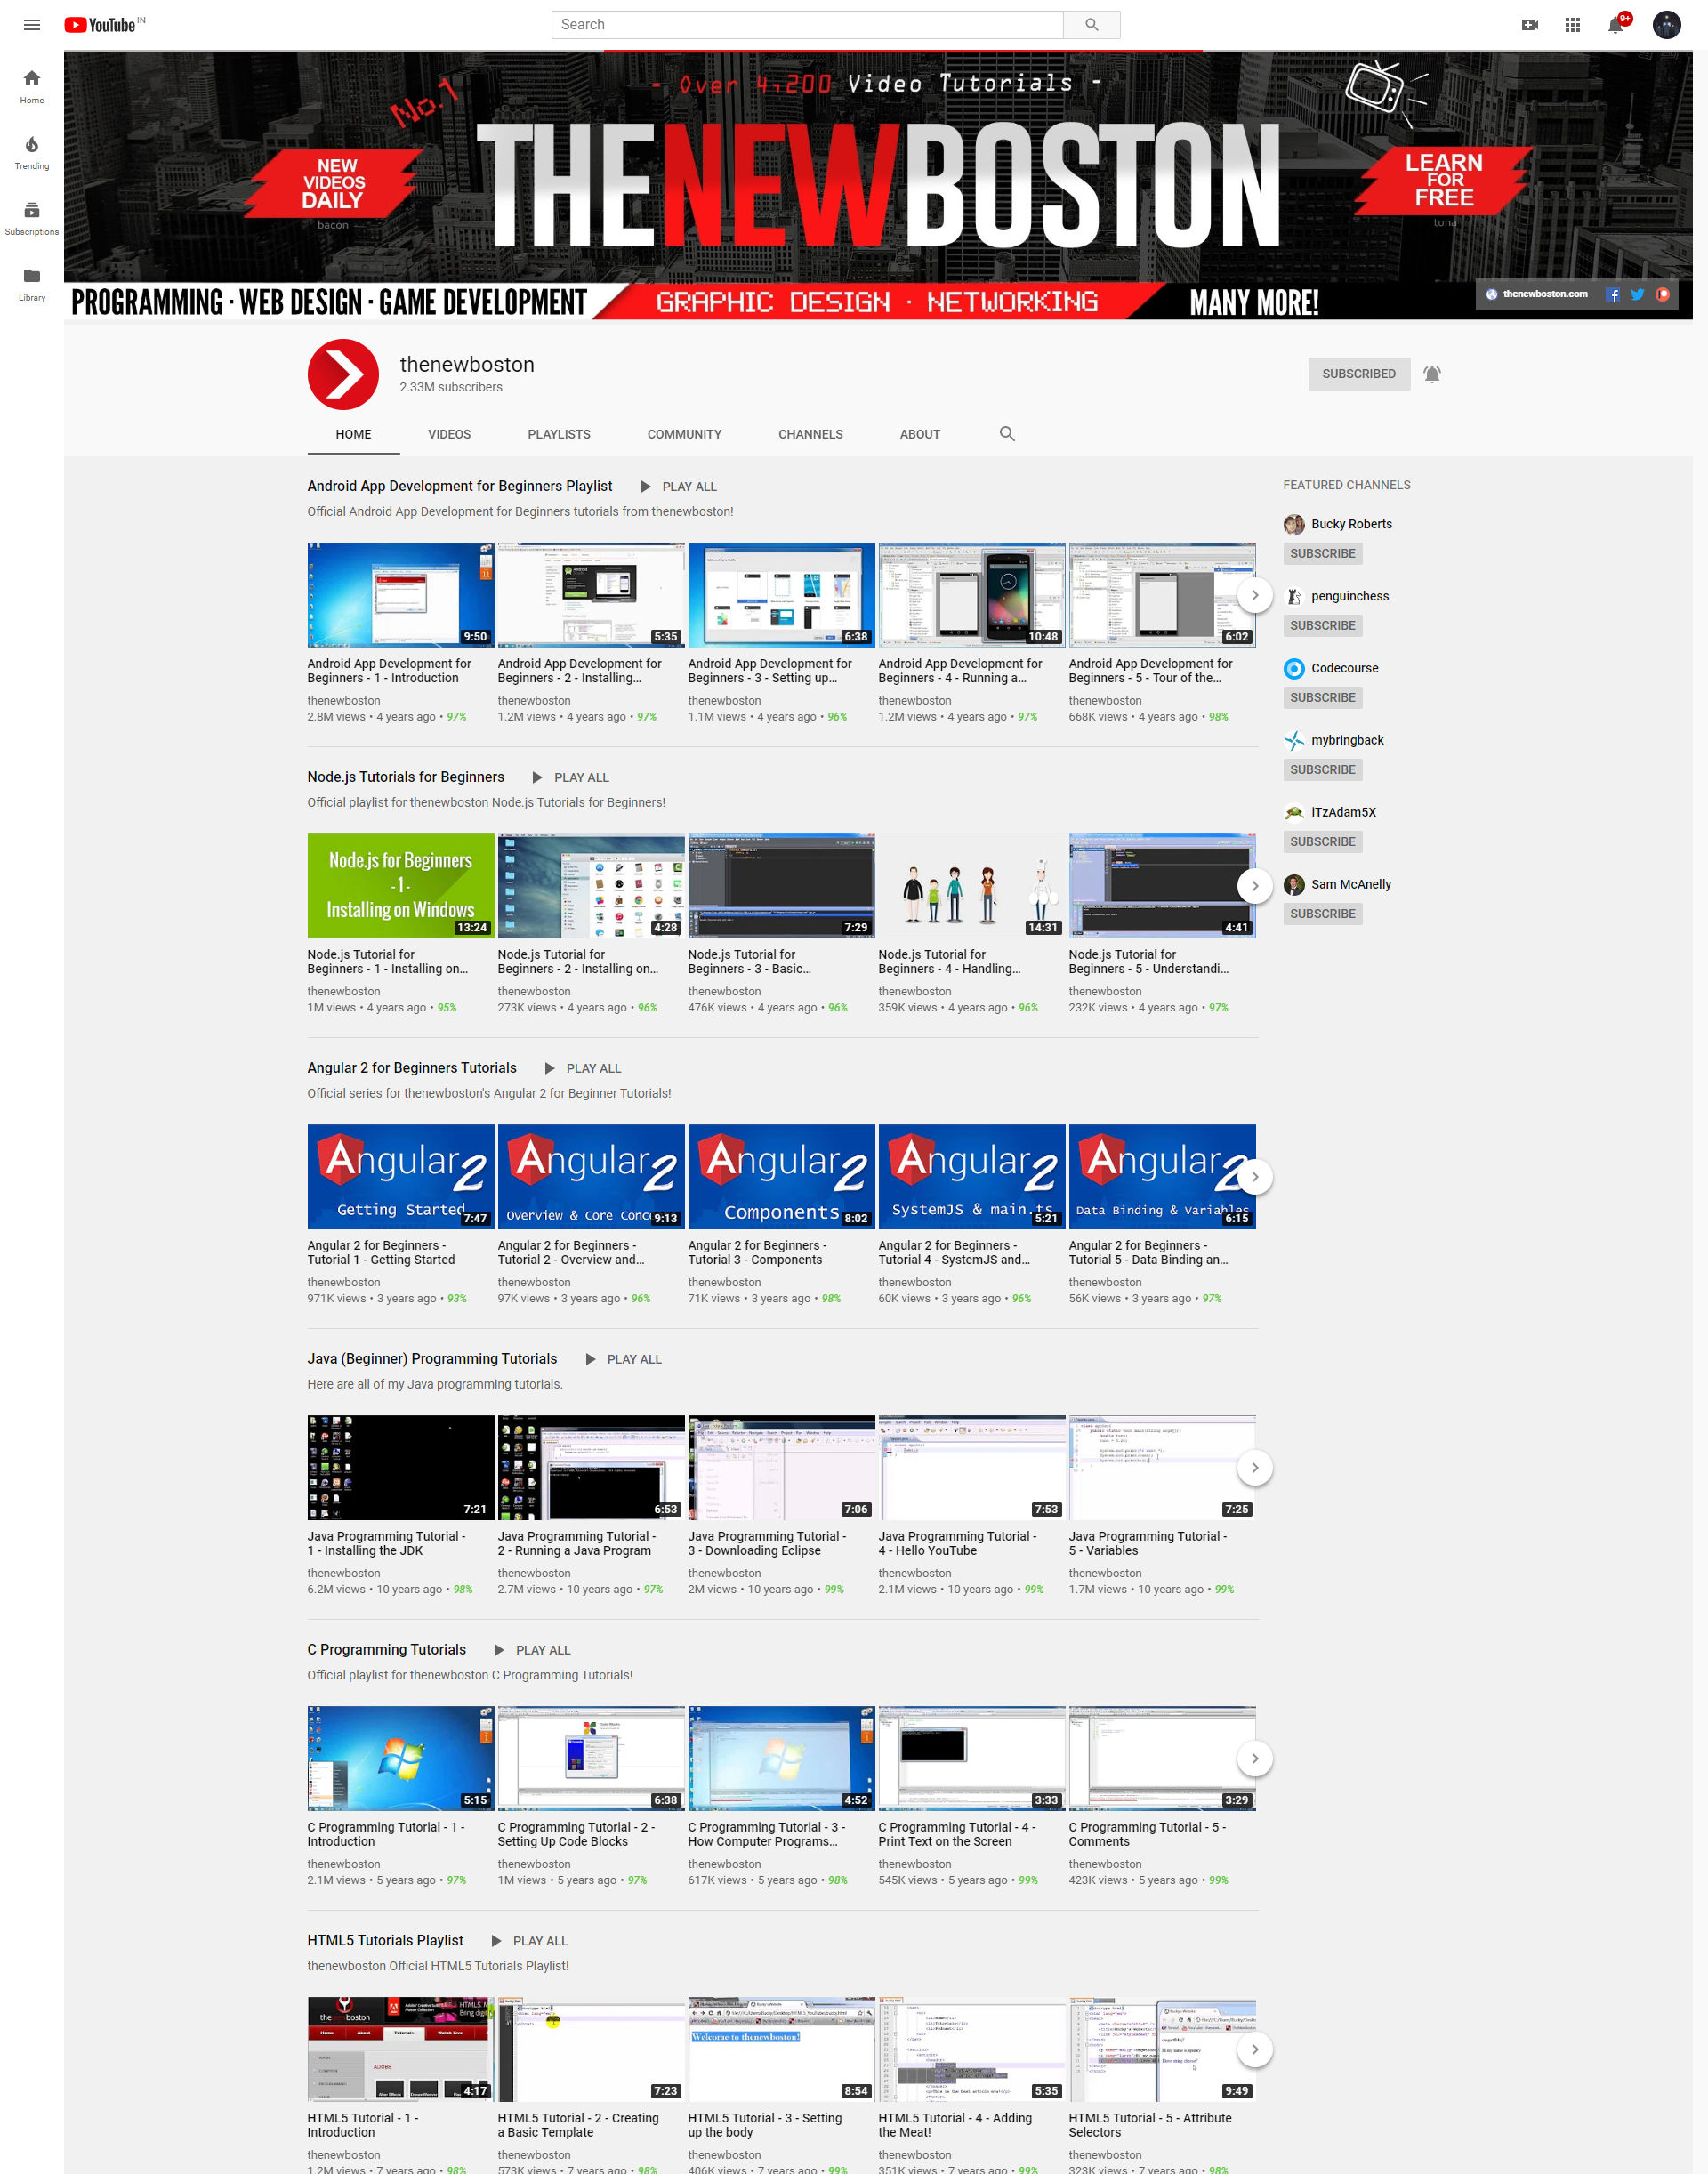 YouTube IN
Search
9+
Home
Trending
Subscriptions
Library
- Over 4,200 Video Tutorials -
No.1
THENEWBOSTON
NEW
VIDEOS
DAILY
bacon
LEARN
FOR
FREE
tuna
PROGRAMMING · WEB DESIGN · GAME DEVELOPMENT
GRAPHIC DESIGN · NETWORKING
MANY MORE!
thenewboston.com
thenewboston
2.33M subscribers
SUBSCRIBED
HOME VIDEOS PLAYLISTS COMMUNITY CHANNELS ABOUT
Android App Development for Beginners Playlist PLAY ALL
Official Android App Development for Beginners tutorials from thenewboston!
9:50 5:35 6:38 10:48 6:02
Android App Development for
Beginners - 1 - Introduction
thenewboston
2.8M views • 4 years ago • 97%
Android App Development for
Beginners - 2 - Installing...
thenewboston
1.2M views • 4 years ago • 97%
Android App Development for
Beginners - 3 - Setting up...
thenewboston
1.1M views • 4 years ago • 96%
Android App Development for
Beginners - 4 - Running a...
thenewboston
1.2M views • 4 years ago • 97%
Android App Development for
Beginners - 5 - Tour of the...
thenewboston
668K views • 4 years ago • 98%
Node.js Tutorials for Beginners PLAY ALL
Official playlist for thenewboston Node.js Tutorials for Beginners!
Node.js for Beginners
-1-
Installing on Windows
13:24 4:28 7:29 14:31 4:41
Node.js Tutorial for
Beginners - 1 - Installing on...
thenewboston
1M views • 4 years ago • 95%
Node.js Tutorial for
Beginners - 2 - Installing on...
thenewboston
273K views • 4 years ago • 96%
Node.js Tutorial for
Beginners - 3 - Basic...
thenewboston
476K views • 4 years ago • 96%
Node.js Tutorial for
Beginners - 4 - Handling...
thenewboston
359K views • 4 years ago • 96%
Node.js Tutorial for
Beginners - 5 - Understandi...
thenewboston
232K views • 4 years ago • 97%
Angular 2 for Beginners Tutorials PLAY ALL
Official series for thenewboston's Angular 2 for Beginner Tutorials!
Angular 2
Getting Started
7:47
Angular 2
Overview & Core Conc
9:13
Angular 2
Components
8:02
Angular 2
SystemJS & main.ts
5:21
Angular 2
Data Binding & Variables
6:15
Angular 2 for Beginners -
Tutorial 1 - Getting Started
thenewboston
971K views • 3 years ago • 93%
Angular 2 for Beginners -
Tutorial 2 - Overview and...
thenewboston
97K views • 3 years ago • 96%
Angular 2 for Beginners -
Tutorial 3 - Components
thenewboston
71K views • 3 years ago • 98%
Angular 2 for Beginners -
Tutorial 4 - SystemJS and...
thenewboston
60K views • 3 years ago • 96%
Angular 2 for Beginners -
Tutorial 5 - Data Binding an...
thenewboston
56K views • 3 years ago • 97%
Java (Beginner) Programming Tutorials PLAY ALL
Here are all of my Java programming tutorials.
7:21 6:53 7:06 7:53 7:25
Java Programming Tutorial -
1 - Installing the JDK
thenewboston
6.2M views • 10 years ago • 98%
Java Programming Tutorial -
2 - Running a Java Program
thenewboston
2.7M views • 10 years ago • 97%
Java Programming Tutorial -
3 - Downloading Eclipse
thenewboston
2M views • 10 years ago • 99%
Java Programming Tutorial -
4 - Hello YouTube
thenewboston
2.1M views • 10 years ago • 99%
Java Programming Tutorial -
5 - Variables
thenewboston
1.7M views • 10 years ago • 99%
C Programming Tutorials PLAY ALL
Official playlist for thenewboston C Programming Tutorials!
5:15 6:38 4:52 3:33 3:29
C Programming Tutorial - 1 -
Introduction
thenewboston
2.1M views • 5 years ago • 97%
C Programming Tutorial - 2 -
Setting Up Code Blocks
thenewboston
1M views • 5 years ago • 97%
C Programming Tutorial - 3 -
How Computer Programs...
thenewboston
617K views • 5 years ago • 98%
C Programming Tutorial - 4 -
Print Text on the Screen
thenewboston
545K views • 5 years ago • 99%
C Programming Tutorial - 5 -
Comments
thenewboston
423K views • 5 years ago • 99%
HTML5 Tutorials Playlist PLAY ALL
thenewboston Official HTML5 Tutorials Playlist!
the boston
Home About Tutorials Watch Live
ADOBE
Welcome to thenewboston!
4:17 7:23 8:54 5:35 9:49
HTML5 Tutorial - 1 -
Introduction
thenewboston
1.2M views • 7 years ago • 98%
HTML5 Tutorial - 2 - Creating
a Basic Template
thenewboston
573K views • 7 years ago • 98%
HTML5 Tutorial - 3 - Setting
up the body
thenewboston
406K views • 7 years ago • 99%
HTML5 Tutorial - 4 - Adding
the Meat!
thenewboston
351K views • 7 years ago • 99%
HTML5 Tutorial - 5 - Attribute
Selectors
thenewboston
323K views • 7 years ago • 98%
FEATURED CHANNELS
Bucky Roberts
SUBSCRIBE
penguinchess
SUBSCRIBE
Codecourse
SUBSCRIBE
mybringback
SUBSCRIBE
iTzAdam5X
SUBSCRIBE
Sam McAnelly
SUBSCRIBE